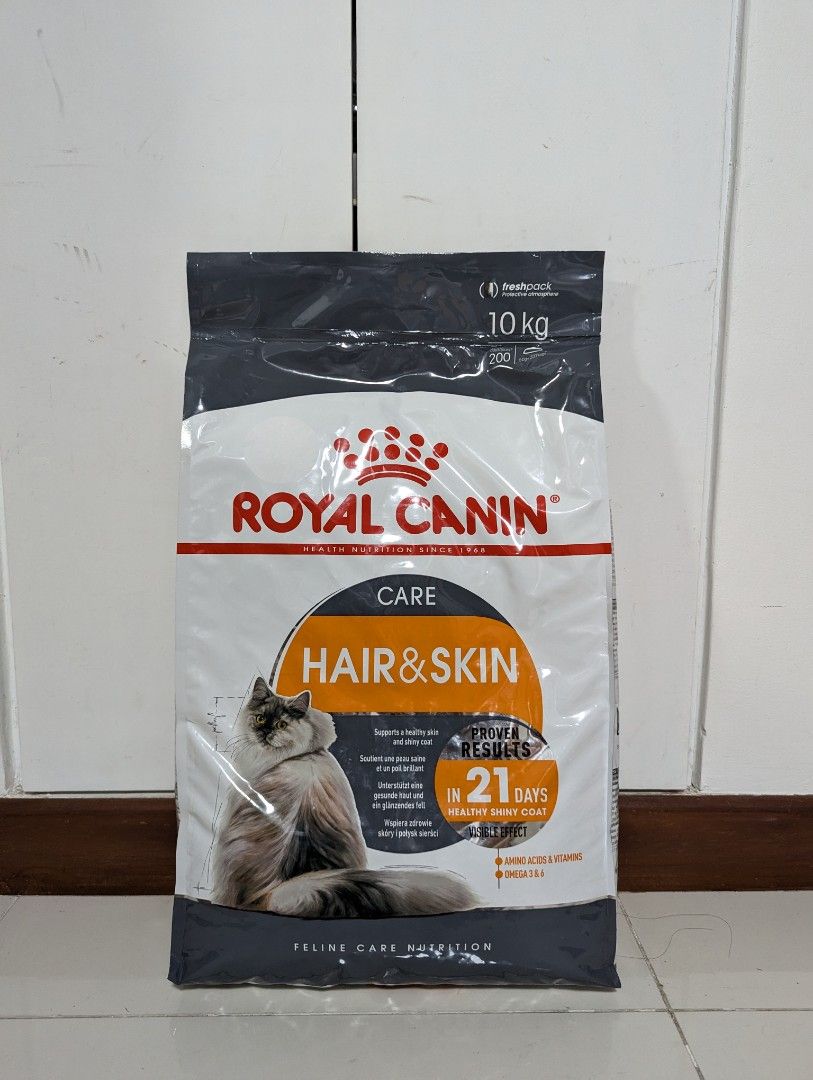 freshpack
Protective atmosphere
10 kg
200
ROYAL CANIN®
HEALTH NUTRITION SINCE 1968
CARE
HAIR&SKIN
Supports a healthy skin
and shiny coat
Soutient une peau saine
et un poil brillant
Unterstützt eine
gesunde haut und
ein glänzendes fell
Wspiera zdrowie
skóry i połysk sierści
PROVEN
RESULTS
IN 21 DAYS
HEALTHY SHINY COAT
VISIBLE EFFECT
AMINO ACIDS & VITAMINS
OMEGA 3 & 6
FELINE CARE NUTRITION